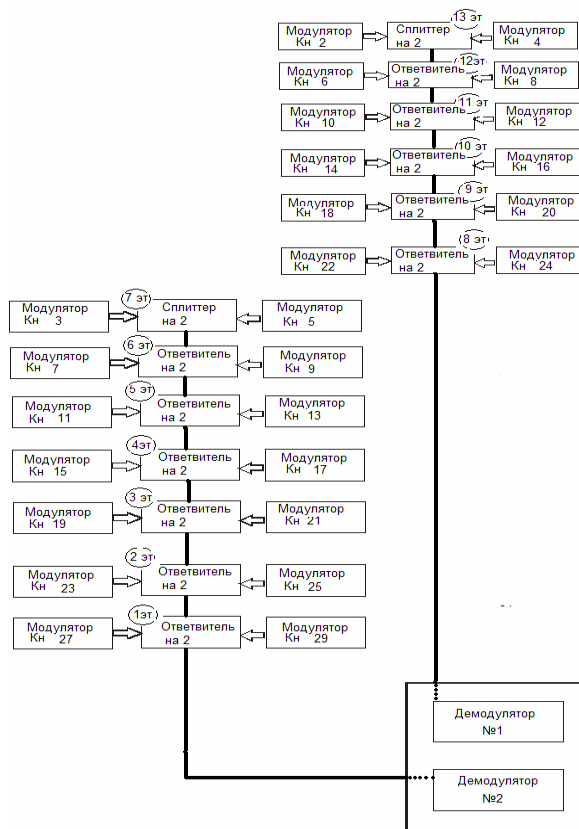 13 эт
Модулятор
Кн 2
Сплиттер
на 2
Модулятор
Кн 4
12эт
Модулятор
Кн 6
Ответвитель
на 2
Модулятор
Кн 8
11 эт
Модулятор
Кн 10
Ответвитель
на 2
Модулятор
Кн 12
10 эт
Модулятор
Кн 14
Ответвитель
на 2
Модулятор
Кн 16
9 эт
Модулятор
Кн 18
Ответвитель
на 2
Модулятор
Кн 20
8 эт
Модулятор
Кн 22
Ответвитель
на 2
Модулятор
Кн 24
7 эт
Модулятор
Кн 3
Сплиттер
на 2
Модулятор
Кн 5
6 эт
Модулятор
Кн 7
Ответвитель
на 2
Модулятор
Кн 9
5 эт
Модулятор
Кн 11
Ответвитель
на 2
Модулятор
Кн 13
4эт
Модулятор
Кн 15
Ответвитель
на 2
Модулятор
Кн 17
3 эт
Модулятор
Кн 19
Ответвитель
на 2
Модулятор
Кн 21
2 эт
Модулятор
Кн 23
Ответвитель
на 2
Модулятор
Кн 25
1эт
Модулятор
Кн 27
Ответвитель
на 2
Модулятор
Кн 29
Демодулятор
№1
Демодулятор
№2